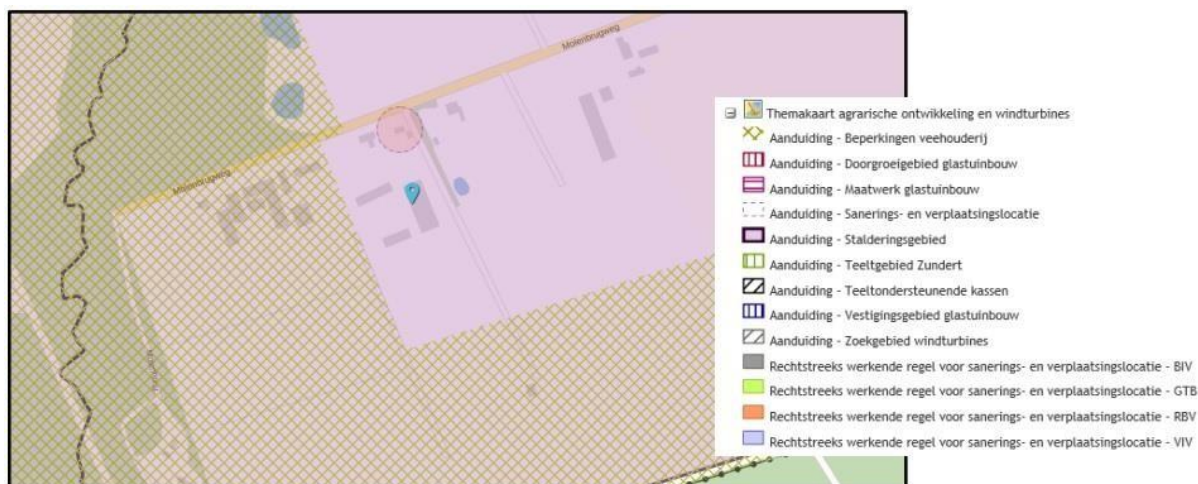 Molenbrugweg
Themakaart agrarische ontwikkeling en windturbines
Aanduiding - Beperkingen veehouderij
Aanduiding - Doorgroeigebied glastuinbouw
Aanduiding - Maatwerk glastuinbouw
Aanduiding - Sanerings- en verplaatsingslocatie
Aanduiding - Stalderingsgebied
Aanduiding - Teeltgebied Zundert
Aanduiding - Teeltondersteunende kassen
Aanduiding - Vestigingsgebied glastuinbouw
Aanduiding - Zoekgebied windturbines
Rechtstreeks werkende regel voor sanerings- en verplaatsingslocatie - BIV
Rechtstreeks werkende regel voor sanerings- en verplaatsingslocatie - GTB
Rechtstreeks werkende regel voor sanerings- en verplaatsingslocatie - RBV
Rechtstreeks werkende regel voor sanerings- en verplaatsingslocatie - VIV
Molenbrugweg